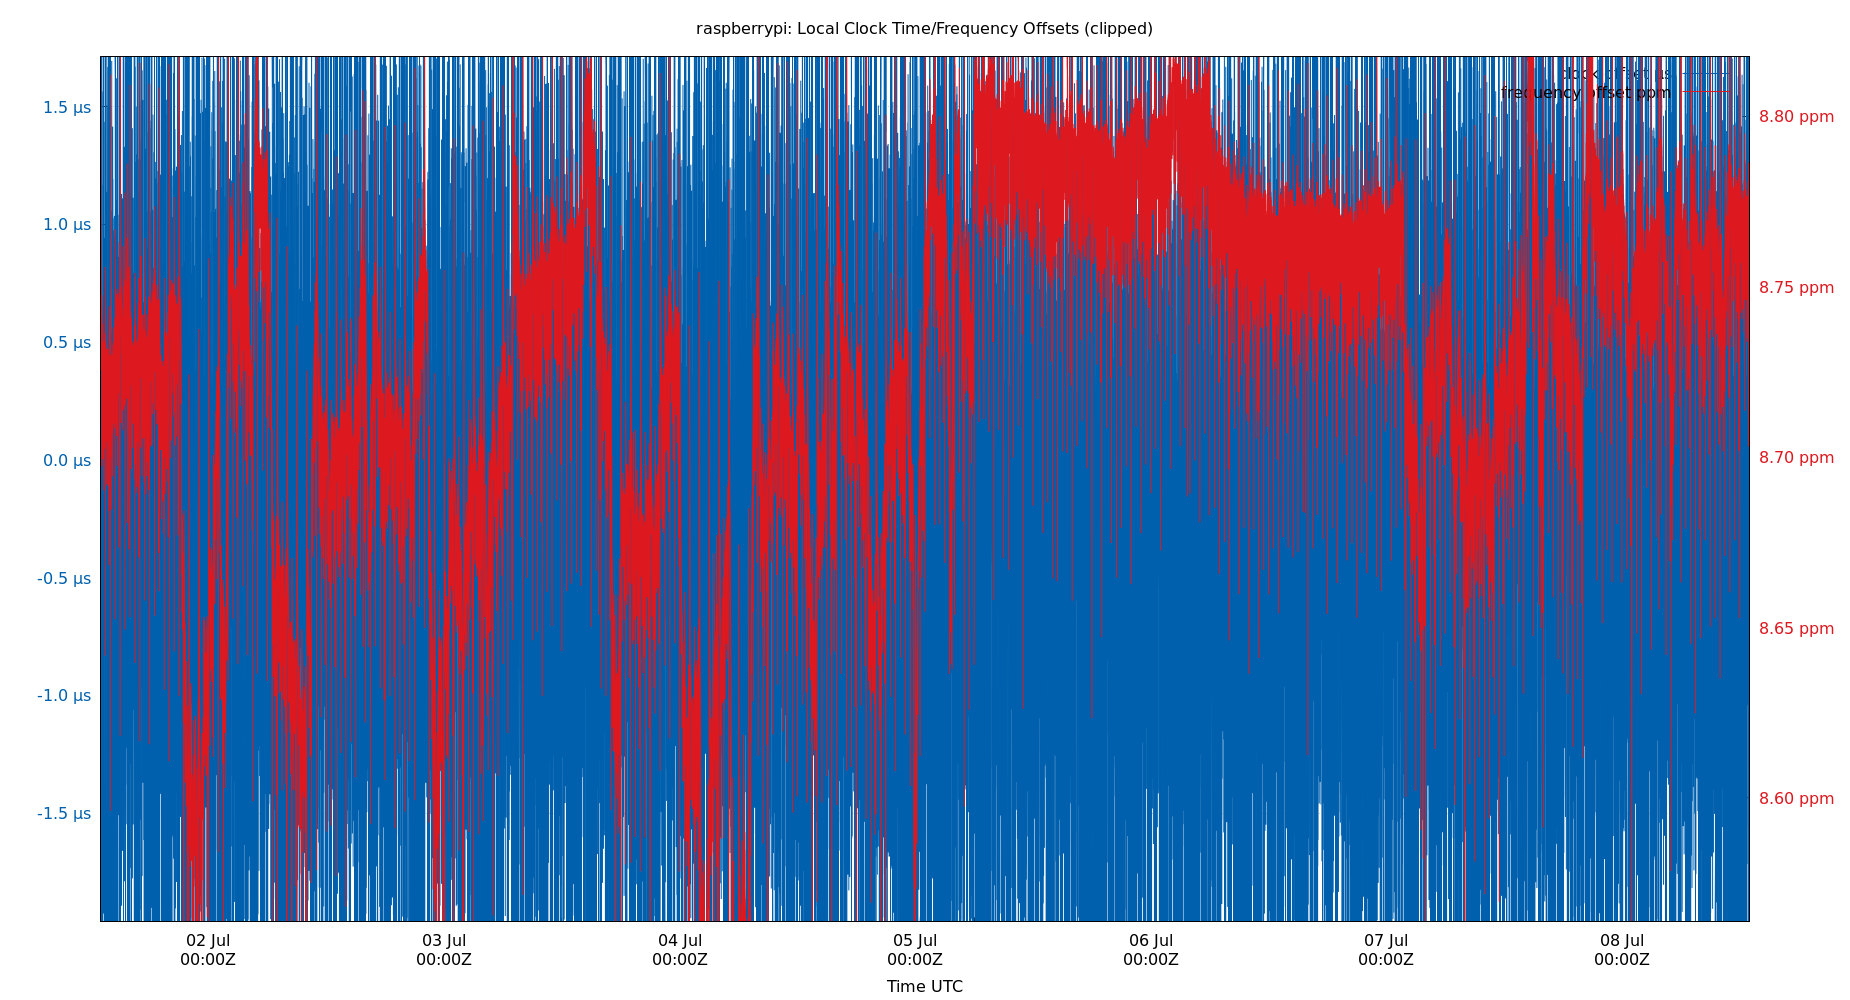 raspberrypi: Local Clock Time/Frequency Offsets (clipped)
clock offset µs
frequency offset ppm
1.5 µs
1.0 µs
0.5 µs
0.0 µs
-0.5 µs
-1.0 µs
-1.5 µs
8.80 ppm
8.75 ppm
8.70 ppm
8.65 ppm
8.60 ppm
02 Jul
00:00Z
03 Jul
00:00Z
04 Jul
00:00Z
05 Jul
00:00Z
06 Jul
00:00Z
07 Jul
00:00Z
08 Jul
00:00Z
Time UTC